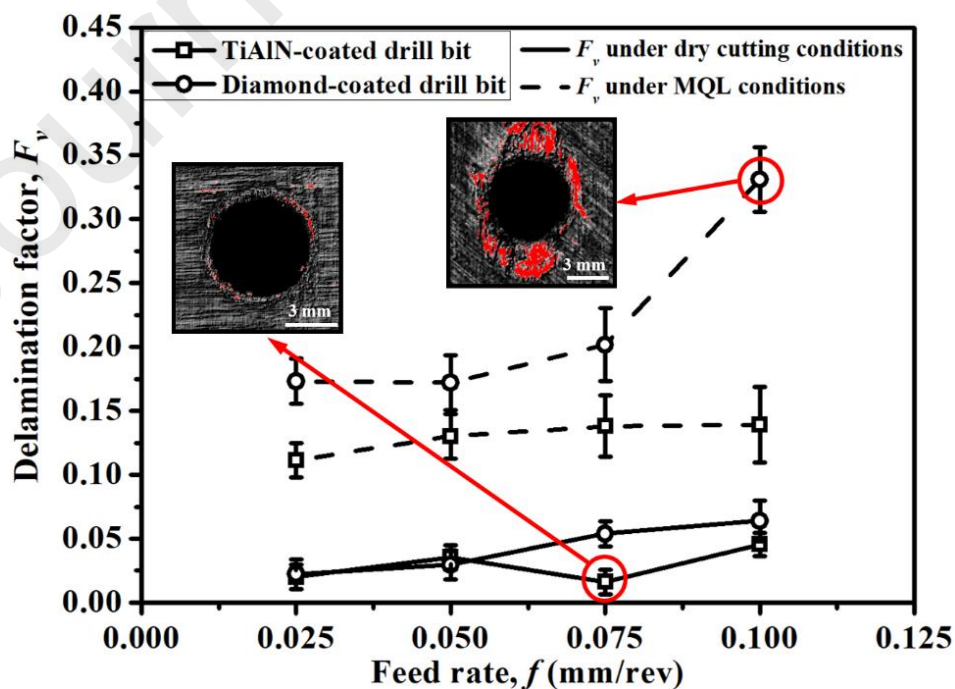 ourn
TiAlN-coated drill bit
Diamond-coated drill bit
F_v under dry cutting conditions
F_v under MQL conditions
3 mm
3 mm
Delamination factor, F_v
0.45
0.40
0.35
0.30
0.25
0.20
0.15
0.10
0.05
0.00
0.000 0.025 0.050 0.075 0.100 0.125
Feed rate, f (mm/rev)